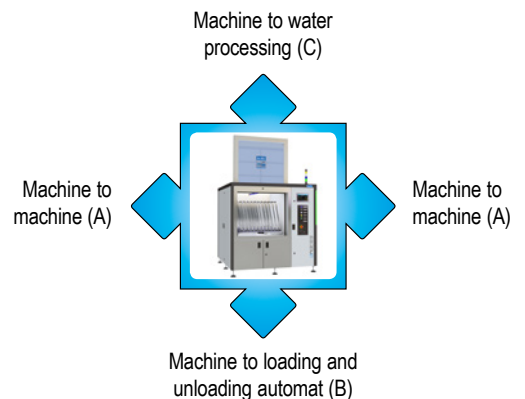 Machine to water
processing (C)
Machine to
machine (A)
Machine to
machine (A)
Machine to loading and
unloading automat (B)